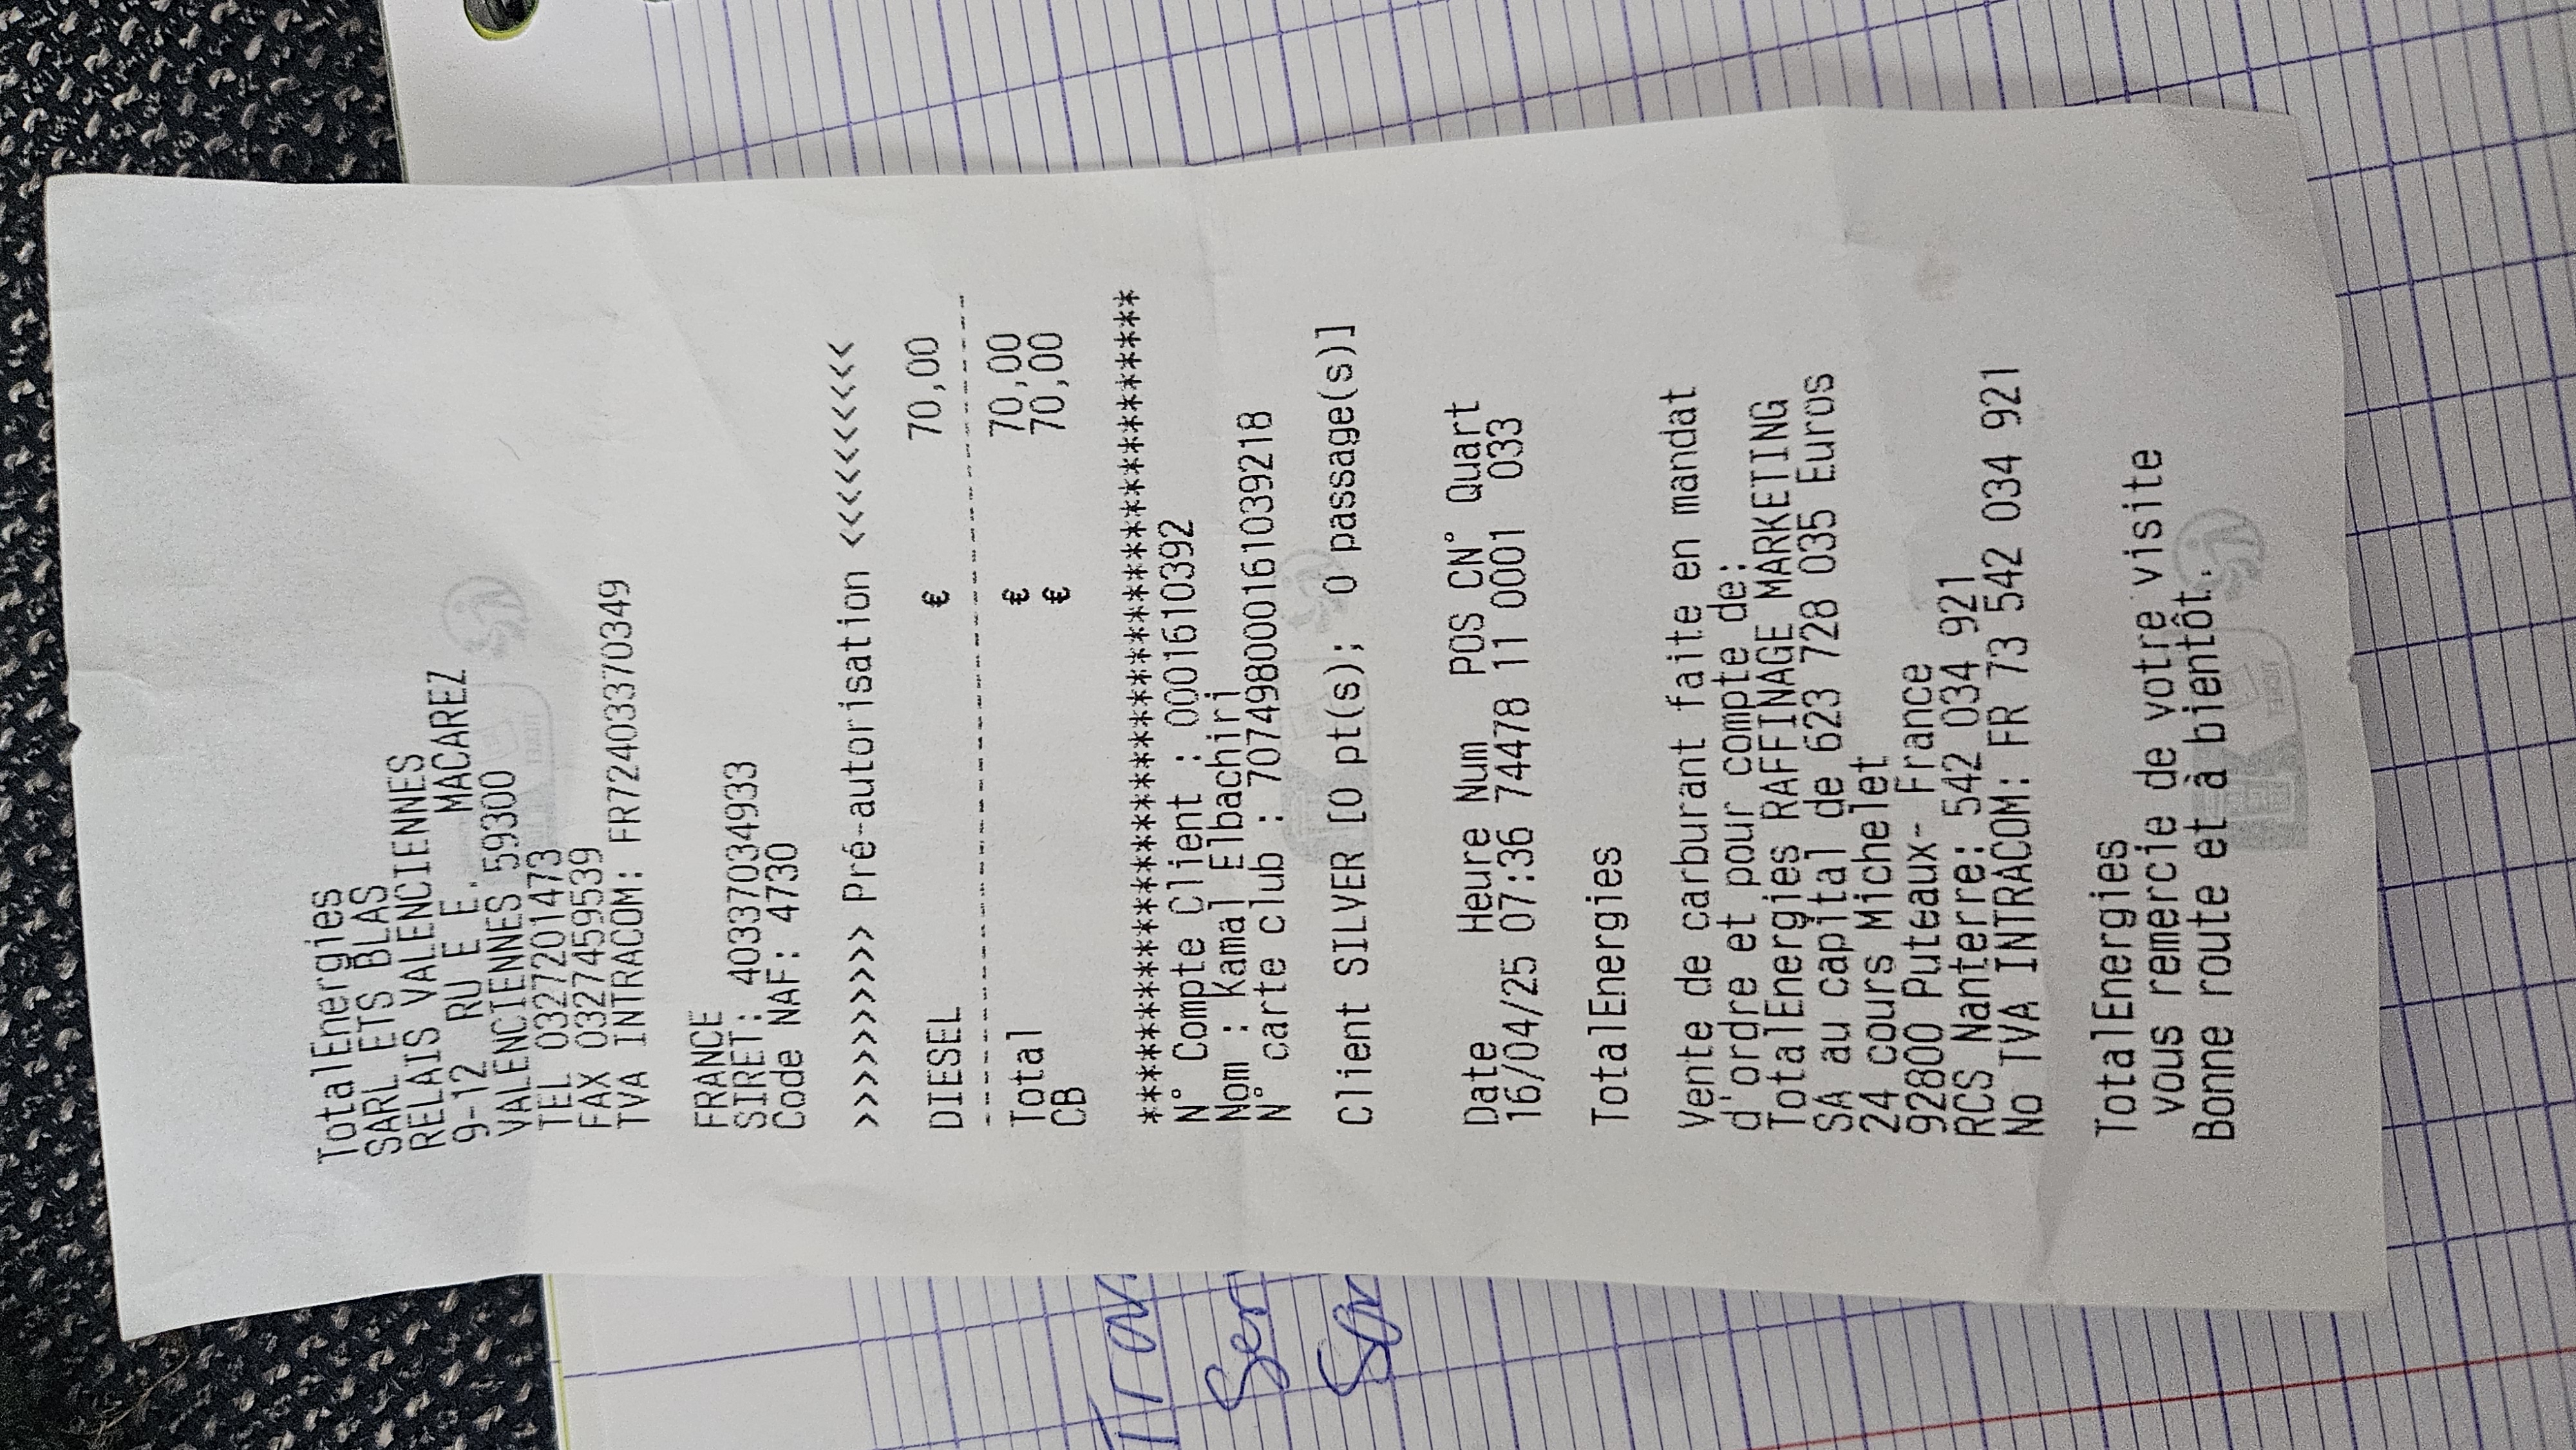 TotalEnergies
SARL ETS BLAS
RELAIS VALENCIENNES
9-12 RU E E. MACAREZ
VALENCIENNES 59300
TEL 0327201473
FAX 0327459539
TVA INTRACOM: FR72403370349
FRANCE
SIRET: 40337034933
Code NAF: 4730
>>>>>>>>>> Pré-autorisation <<<<<<<<<<
DIESEL € 70,00
Total € 70,00
CB € 70,00
****************************************
N° Compte Client : 0001610392
Nom : Kamal Elbachiri
N° carte club : 707498000161039218
Client SILVER [0 pt(s); 0 passage(s)]
Date Heure Num POS CN° Quart
16/04/25 07:36 74478 11 0001 033
TotalEnergies
Vente de carburant faite en mandat
d'ordre et pour compte de:
TotalEnergies RAFFINAGE MARKETING
SA au capital de 623 728 035 Euros
24 cours Michelet
92800 Puteaux- France
RCS Nanterre: 542 034 921
No TVA INTRACOM: FR 73 542 034 921
TotalEnergies
vous remercie de votre visite
Bonne route et à bientôt.